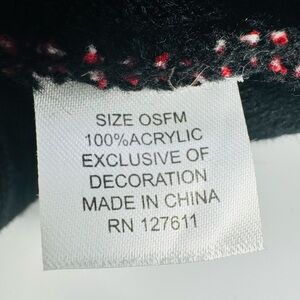 SIZE OSFM
100%ACRYLIC
EXCLUSIVE OF
DECORATION
MADE IN CHINA
RN 127611